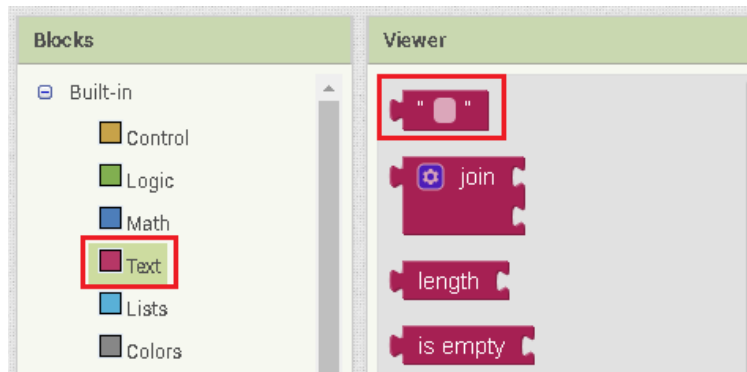 Blocks
Built-in
Control
Logic
Math
Text
Lists
Colors
Viewer
" "
join
length
is empty